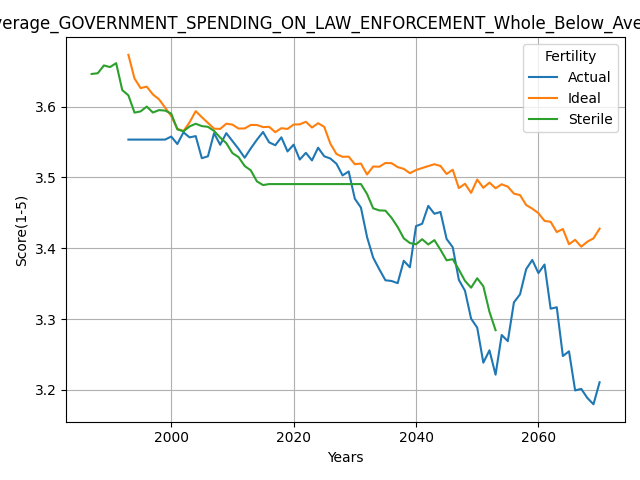 verage_GOVERNMENT_SPENDING_ON_LAW_ENFORCEMENT_Whole_Below_Ave
Fertility
Actual
Ideal
Sterile
Score(1-5)
3.6
3.5
3.4
3.3
3.2
2000
2020
2040
2060
Years